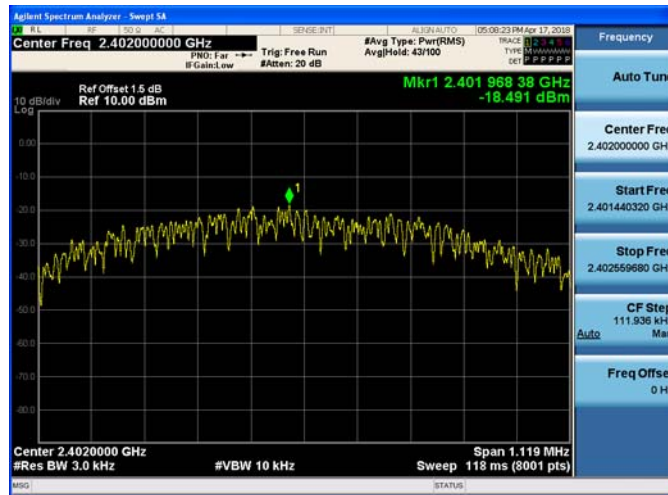 Agilent Spectrum Analyzer - Swept SA
RL RF 50 Ω AC SENSE:INT ALIGN AUTO 05:08:23 PM Apr 17, 2018
Center Freq 2.402000000 GHz
PNO: Far
IFGain:Low
Trig: Free Run
#Atten: 20 dB
#Avg Type: Pwr(RMS)
Avg|Hold: 43/100
TRACE 1 2 3 4 5 6
TYPE M
DET P P P P P P
Ref Offset 1.5 dB
Ref 10.00 dBm
10 dB/div
Log
Mkr1 2.401 968 38 GHz
-18.491 dBm
0.00
-10.0
-20.0
-30.0
-40.0
-50.0
-60.0
-70.0
-80.0
1
Center 2.4020000 GHz
#Res BW 3.0 kHz
#VBW 10 kHz
Span 1.119 MHz
Sweep 118 ms (8001 pts)
MSG
STATUS
Frequency
Auto Tun
Center Fre
2.402000000 GH
Start Fre
2.401440320 GH
Stop Fre
2.402559680 GH
CF Step
111.936 kH
Auto Ma
Freq Offse
0 H